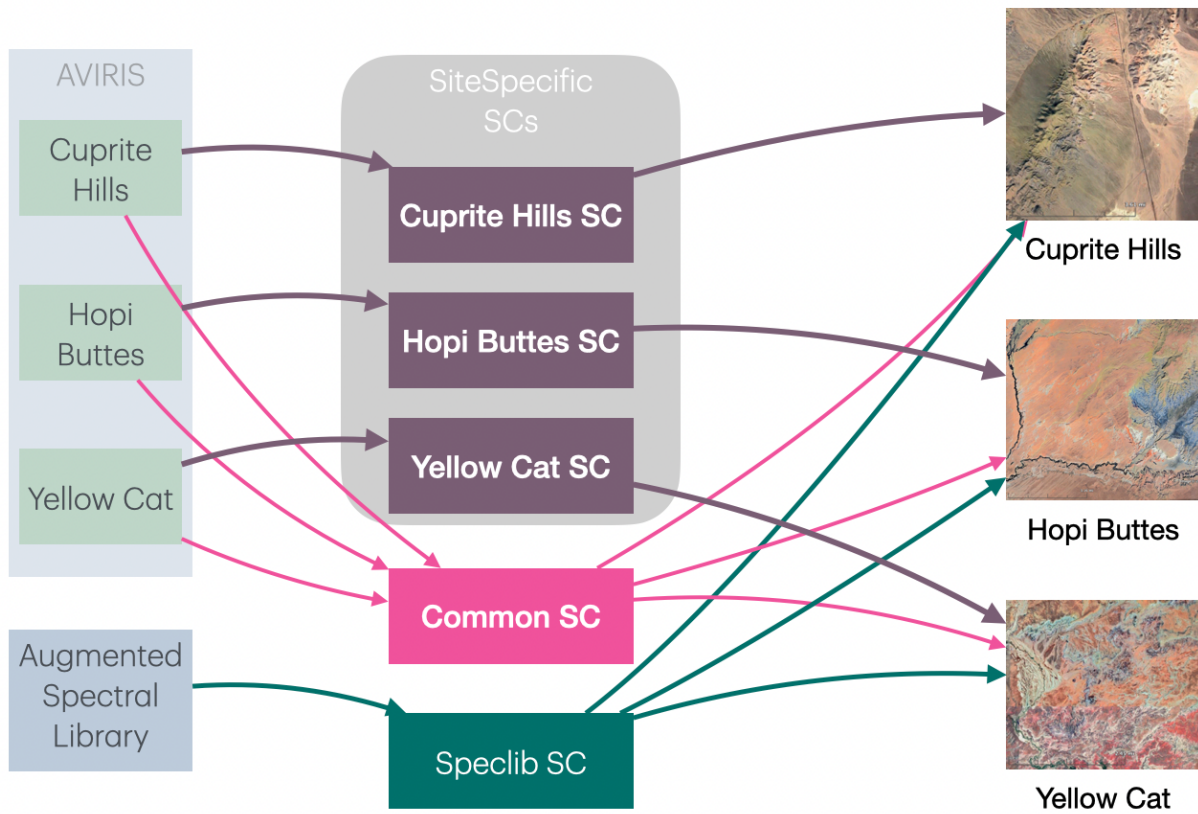 AVIRIS
Cuprite
Hills
Hopi
Buttes
Yellow Cat
Augmented
Spectral
Library
SiteSpecific
SCs
Cuprite Hills SC
Hopi Buttes SC
Yellow Cat SC
Common SC
Speclib SC
Cuprite Hills
Hopi Buttes
Yellow Cat